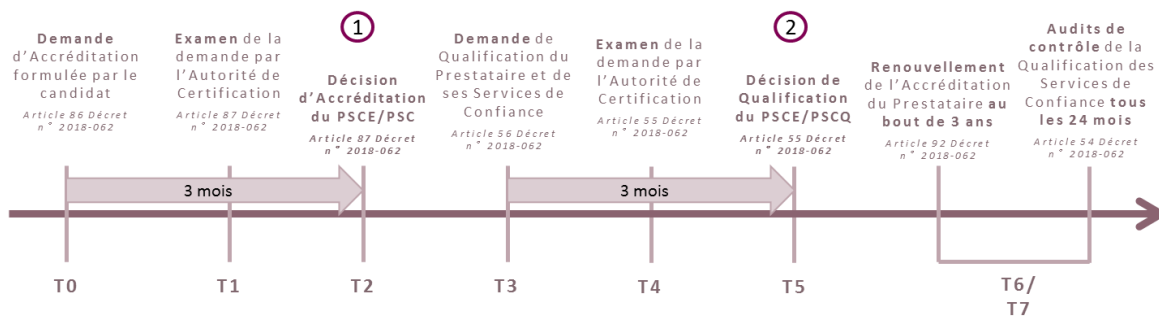 1
2
Demande
d'Accréditation
formulée par le
candidat
Article 86 Décret
n° 2018-062
Examen de la
demande par
l'Autorité de
Certification
Article 87 Décret
n° 2018-062
Décision
d'Accréditation
du PSCE/PSC
Article 87 Décret
n° 2018-062
Demande de
Qualification du
Prestataire et de
ses Services de
Confiance
Article 56 Décret
n° 2018-062
Examen de la
demande par
l'Autorité de
Certification
Article 55 Décret
n° 2018-062
Décision de
Qualification
du PSCE/PSCQ
Article 55 Décret
n° 2018-062
Renouvellement
de l'Accréditation
du Prestataire au
bout de 3 ans
Article 92 Décret
n° 2018-062
Audits de
contrôle de la
Qualification des
Services de
Confiance tous
les 24 mois
Article 54 Décret
n° 2018-062
3 mois
3 mois
T0
T1
T2
T3
T4
T5
T6/
T7